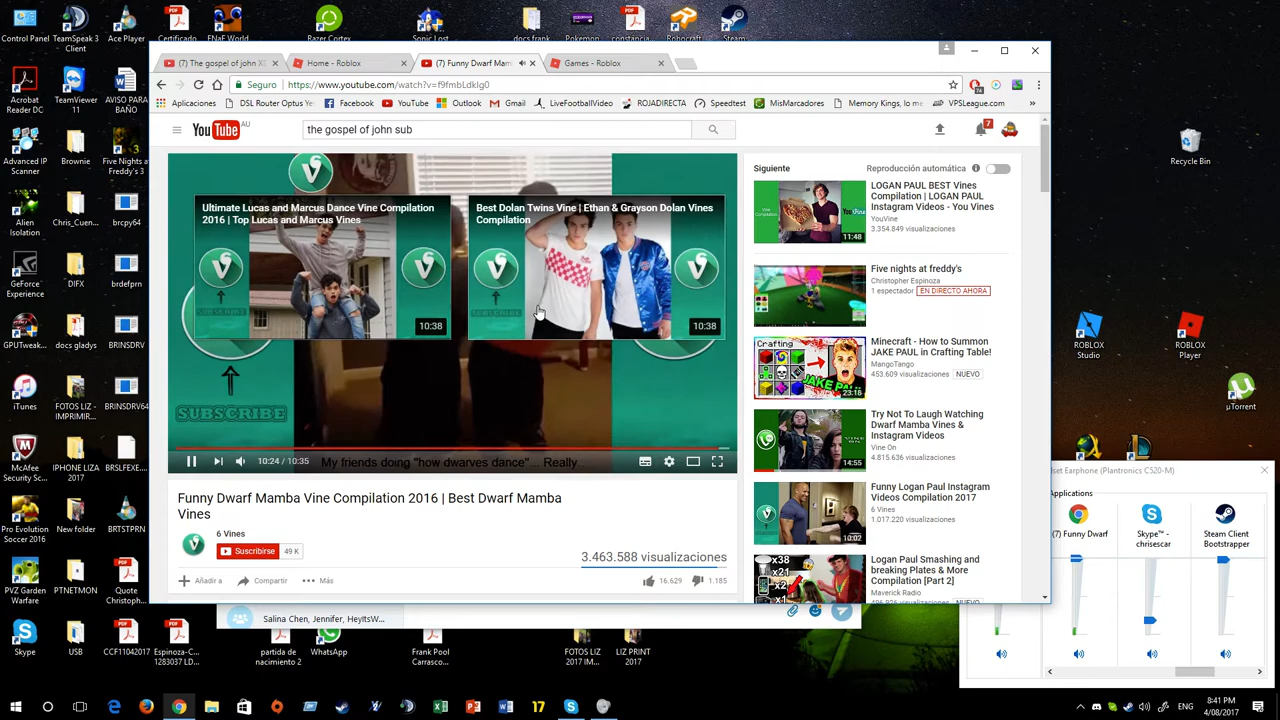 Control Panel
TeamSpeak 3
Client
Ace Player
Certificado
FNaF World
Razer Cortex
Sonic Lost
docs frank
Pokemon
constancia
Robocraft
Steam
(7) The gospel of john X
Home - Roblox
(7) Funny Dwarf Mam
Games - Roblox
Seguro
https://www.youtube.com/watch?v=f9fmbLdkIg0
Aplicaciones
DSL Router Optus
Facebook
YouTube
Outlook
Gmail
LiveFootballVideo
ROJADIRECTA
Speedtest
MisMarcadores
Memory Kings, lo me
VPSLeague.com
»
YouTube AU
the gospel of john sub
7
Ultimate Lucas and Marcus Dance Vine Compilation
2016 | Top Lucas and Marcus Vines
10:38
Best Dolan Twins Vine | Ethan & Grayson Dolan Vines
Compilation
10:38
SUBSCRIBE
10:24 / 10:35
My friends doing "how dwarves dance"... Really
Funny Dwarf Mamba Vine Compilation 2016 | Best Dwarf Mamba
Vines
6 Vines
Suscribirse
49 K
3.463.588 visualizaciones
Añadir a
Compartir
Más
16.629
1.185
Siguiente
Reproducción automática
LOGAN PAUL BEST Vines
Compilation | LOGAN PAUL
Instagram Videos - You Vines
YouVine
3.354.849 visualizaciones
11:48
Five nights at freddy's
Christopher Espinoza
1 espectador
EN DIRECTO AHORA
Minecraft - How to Summon
JAKE PAUL in Crafting Table!
MangoTango
453.609 visualizaciones
NUEVO
Crafting
JAKE PAUL
23:18
Try Not To Laugh Watching
Dwarf Mamba Vines &
Instagram Videos
Vine On
4.815.636 visualizaciones
14:55
Funny Logan Paul Instagram
Videos Compilation 2017
6 Vines
1.017.220 visualizaciones
10:02
Logan Paul Smashing and
breaking Plates & More
Compilation [Part 2]
Maverick Radio
x38
x21
Acrobat
Reader DC
TeamViewer
AVISO PARA
BAÑO
Advanced IP
Scanner
Brownie
Five Nights at
Freddy's 3
Alien
Isolation
Chris_Cuen...
brcpy64
GeForce
Experience
DIFX
brdefprn
GPUTweak...
docs gladys
BRINSDRV
iTunes
FOTOS LIZ -
IMPRIMIR...
BRINSDRV64
McAfee
Security Sc...
IPHONE LIZA
2017
BRSLFEX...
Pro Evolution
Soccer 2016
New folder
BRTSTPRN
PVZ Garden
Warfare
PTNETMON
Quote
Christoph...
Skype
USB
CCF11042017
Espinoza-C...
1283037 LD...
partida de
nacimiento 2
WhatsApp
Frank Pool
Carrasco...
FOTOS LIZ
2017 IM...
LIZ PRINT
2017
Salina Chen, Jennifer, HeyItsW...
Recycle Bin
ROBLOX
Studio
ROBLOX
Player
µTorrent
dset Earphone (Plantronics C520-M)
Applications
(7) Funny Dwarf
Skype™ -
chrisescar
Steam Client
Bootstrapper
17
ENG
8:41 PM
4/08/2017